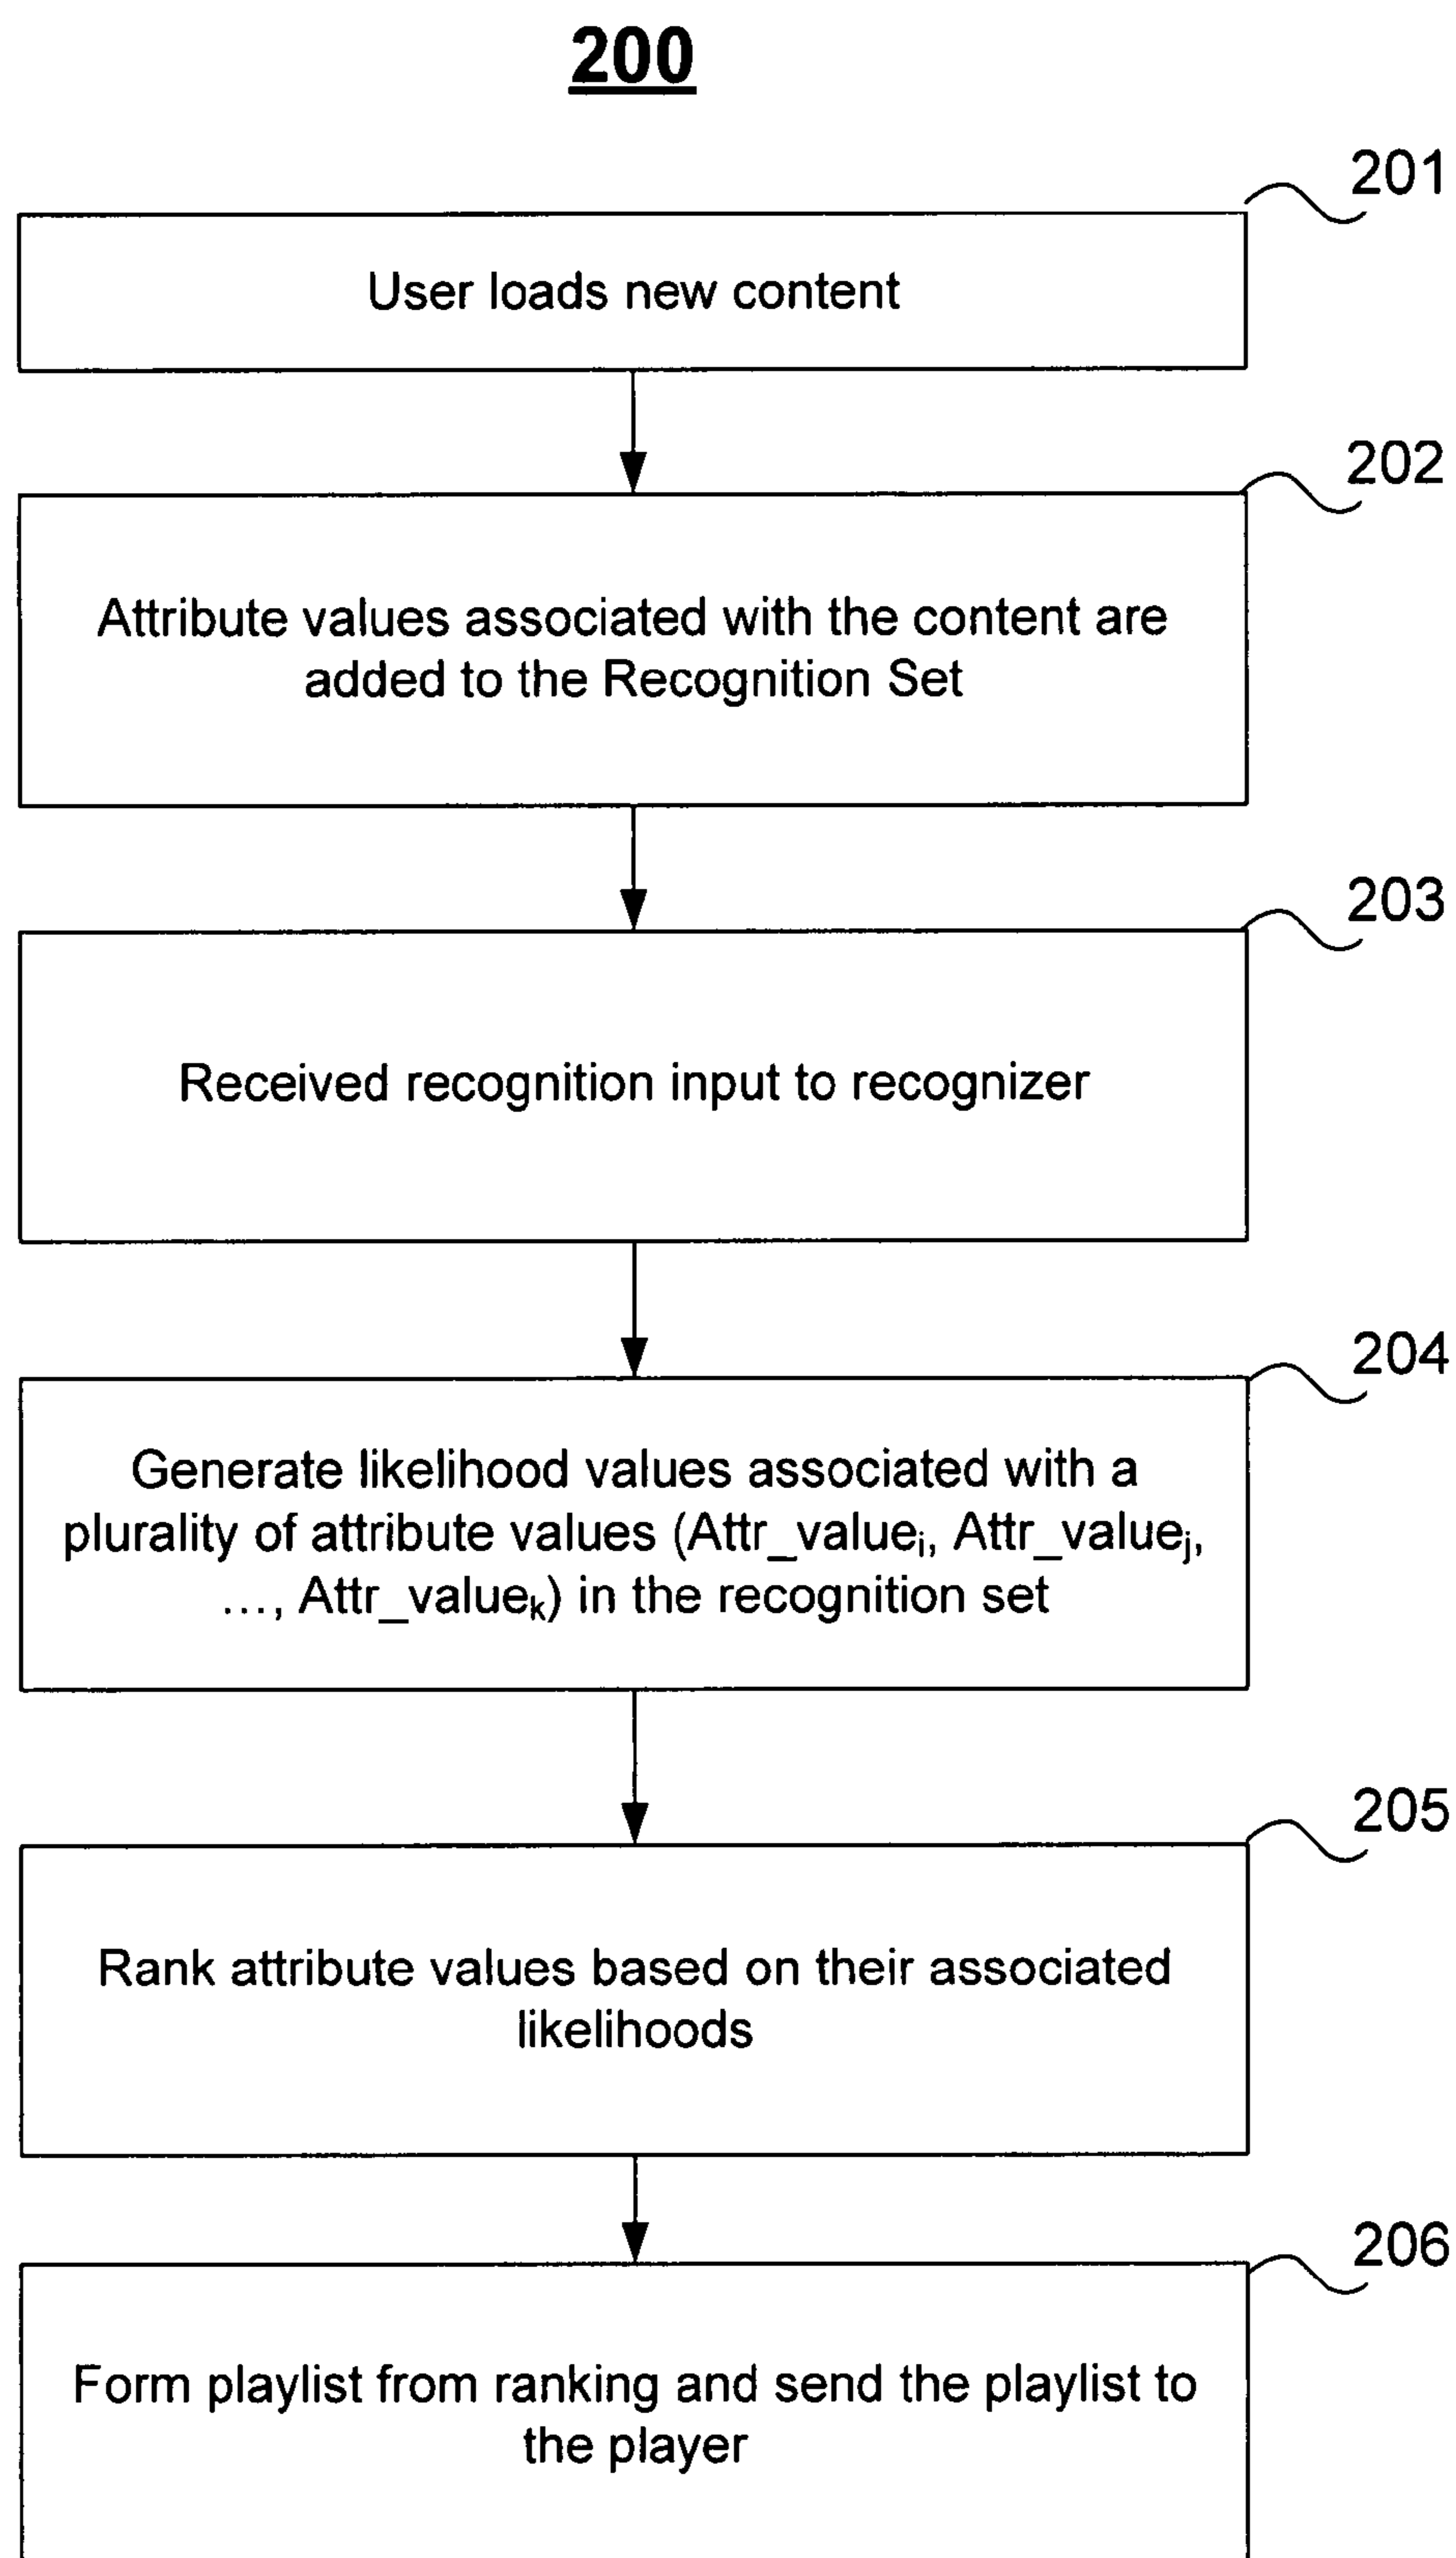 200
201
User loads new content
202
Attribute values associated with the content are
added to the Recognition Set
203
Received recognition input to recognizer
204
Generate likelihood values associated with a
plurality of attribute values (Attr_valueᵢ, Attr_valueⱼ,
…, Attr_valueₖ) in the recognition set
205
Rank attribute values based on their associated
likelihoods
206
Form playlist from ranking and send the playlist to
the player